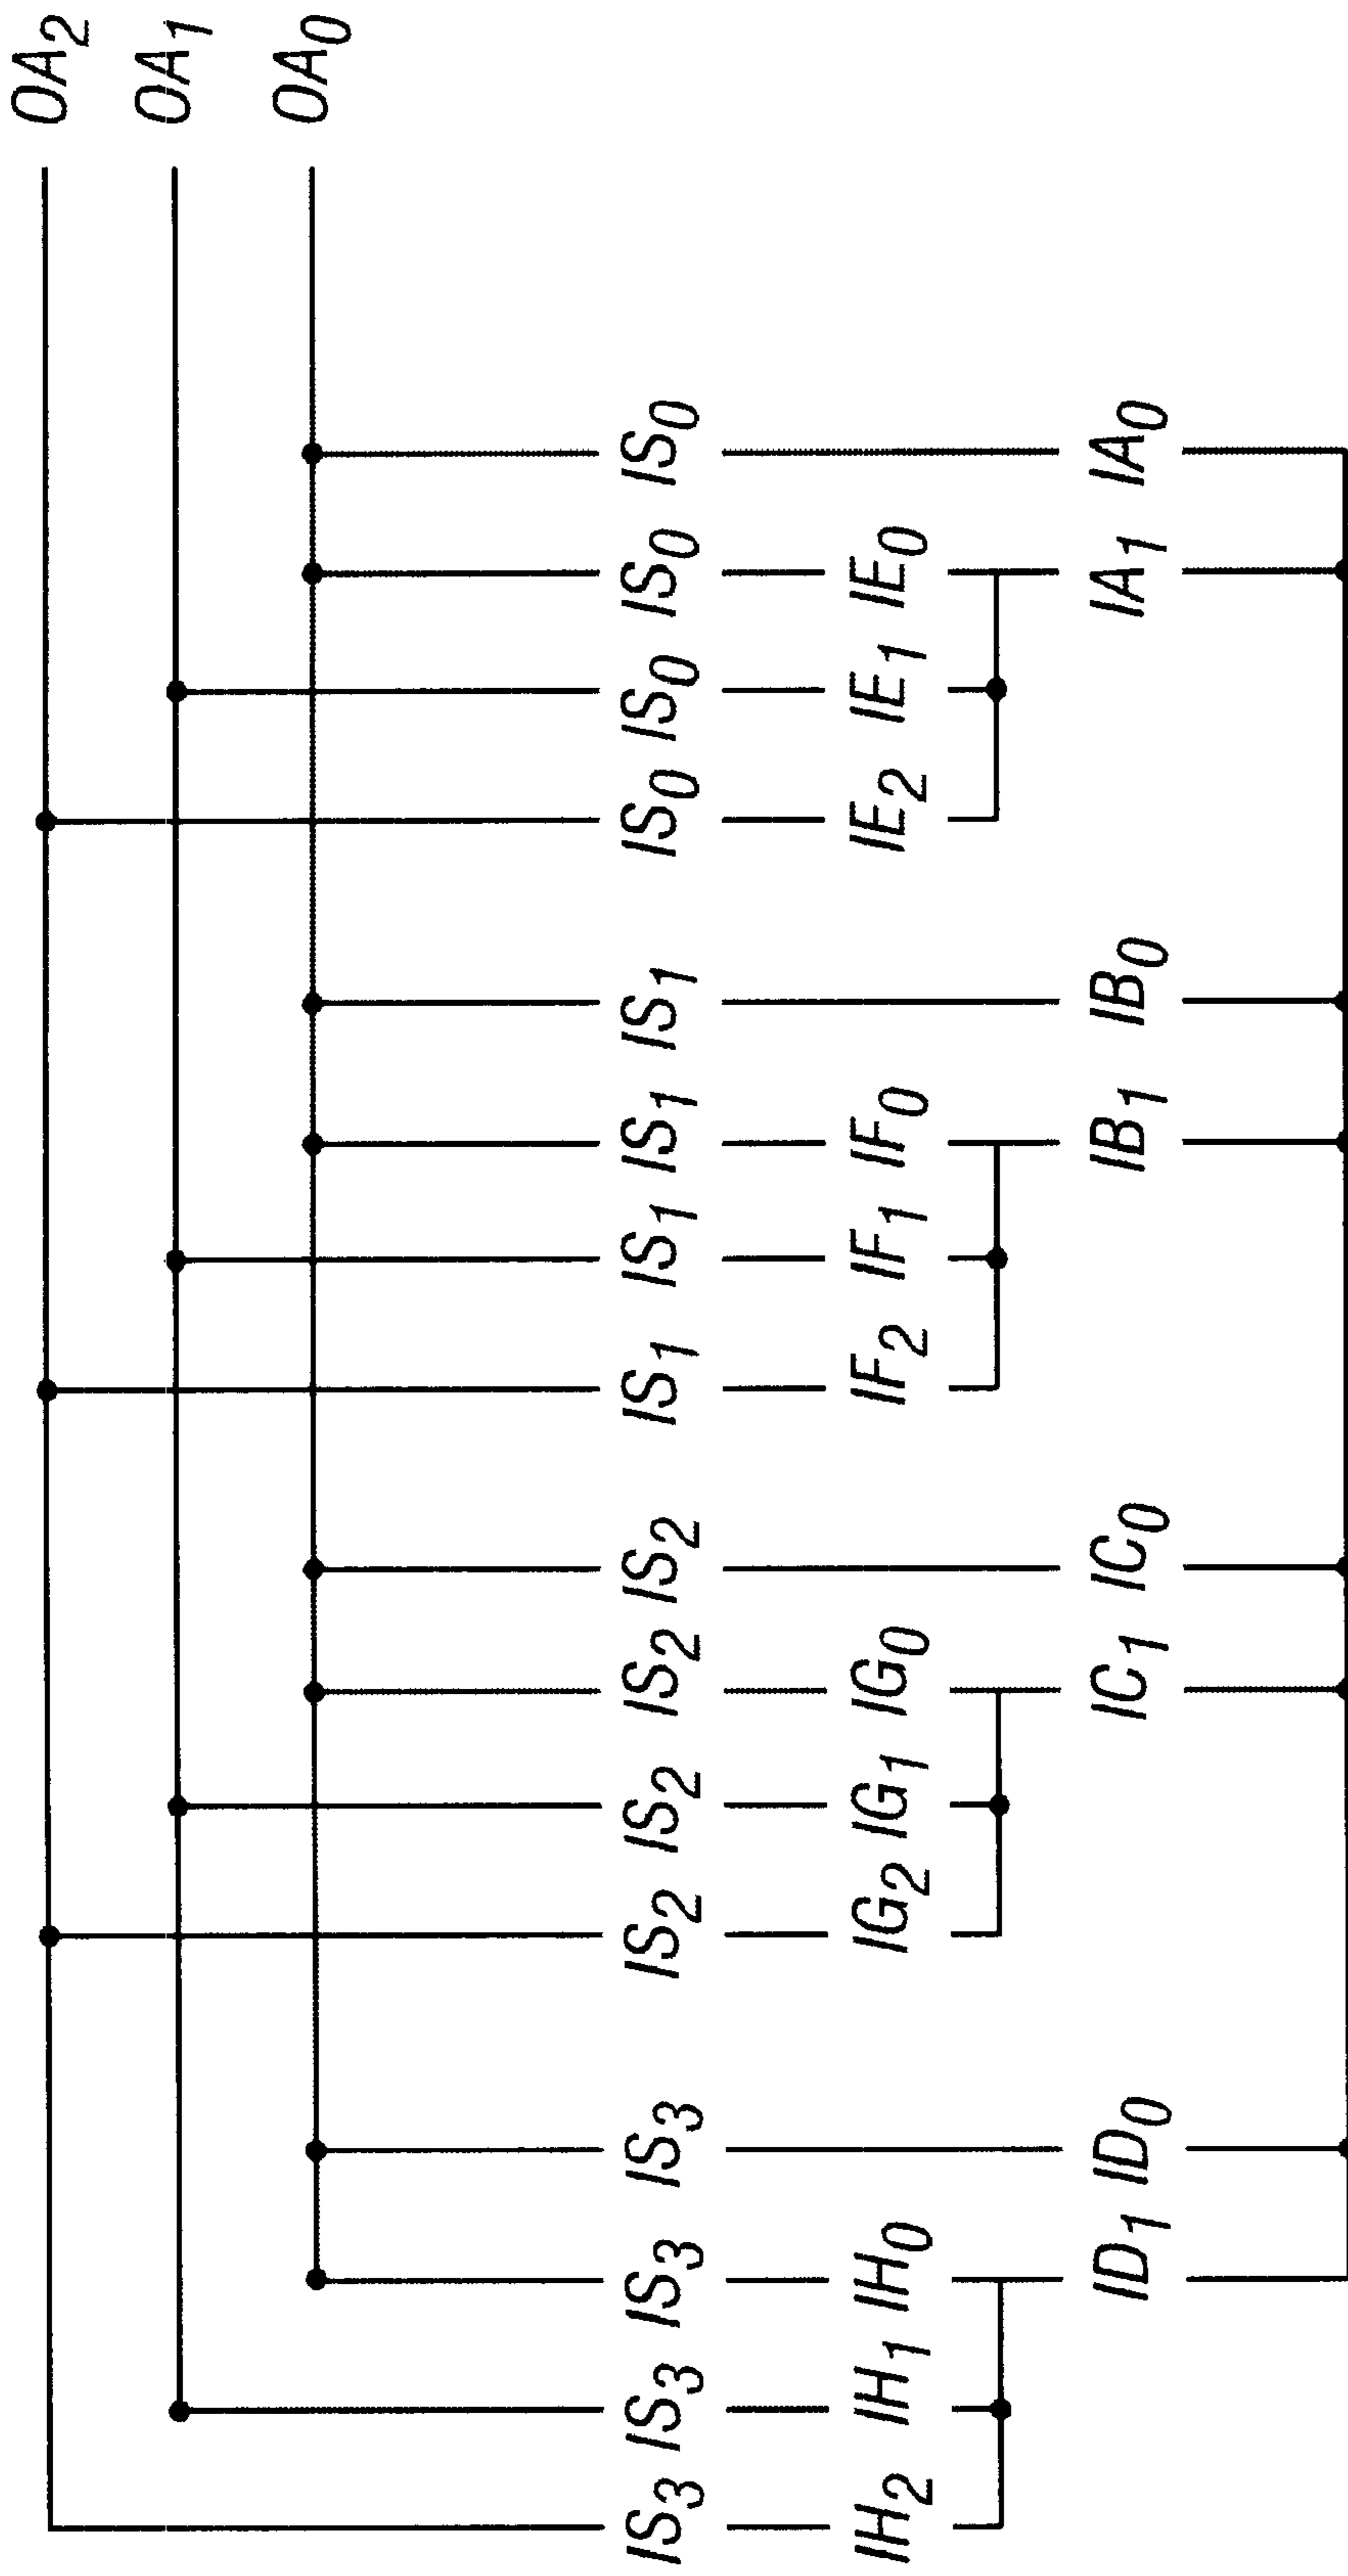 OA₂
OA₁
OA₀
IS₃ IS₃ IS₃ IS₃ IS₂ IS₂ IS₂ IS₂ IS₁ IS₁ IS₁ IS₁ IS₀ IS₀ IS₀ IS₀
IH₂ IH₁ IH₀ IG₂ IG₁ IG₀ IF₂ IF₁ IF₀ IE₂ IE₁ IE₀
ID₁ ID₀ IC₁ IC₀ IB₁ IB₀ IA₁ IA₀